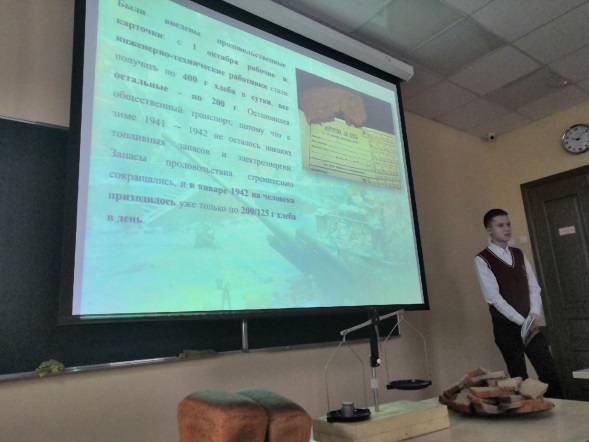 Были введены продовольственные
карточки: с 1 октября рабочие и
инженерно-технические работники стали
получать по 400 г хлеба в сутки, все
остальные - по 200 г. Остановился
общественный транспорт, потому что к
зиме 1941 – 1942 не осталось никаких
топливных запасов и электроэнергии.
Запасы продовольствия стремительно
сокращались, и в январе 1942 на человека
приходилось уже только по 200/125 г хлеба
в день.